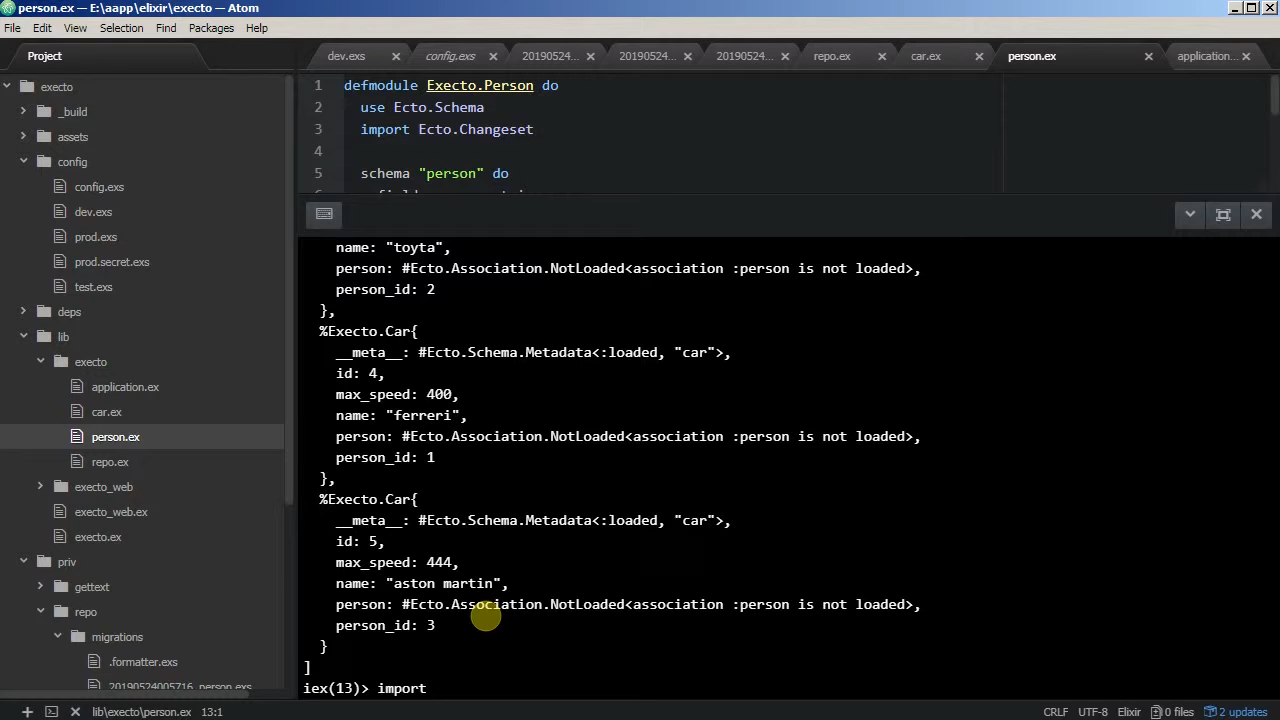 person.ex — E:\aapp\elixir\execto — Atom
File Edit View Selection Find Packages Help
Project
dev.exs
config.exs
20190524...
20190524...
20190524...
repo.ex
car.ex
person.ex
application...
execto
_build
assets
config
config.exs
dev.exs
prod.exs
prod.secret.exs
test.exs
deps
lib
execto
application.ex
car.ex
person.ex
repo.ex
execto_web
execto_web.ex
execto.ex
priv
gettext
repo
migrations
.formatter.exs
20190524005716_person.exs
1 defmodule Execto.Person do
2 use Ecto.Schema
3 import Ecto.Changeset
4
5 schema "person" do
6
name: "toyta",
person: #Ecto.Association.NotLoaded<association :person is not loaded>,
person_id: 2
},
%Execto.Car{
__meta__: #Ecto.Schema.Metadata<:loaded, "car">,
id: 4,
max_speed: 400,
name: "ferreri",
person: #Ecto.Association.NotLoaded<association :person is not loaded>,
person_id: 1
},
%Execto.Car{
__meta__: #Ecto.Schema.Metadata<:loaded, "car">,
id: 5,
max_speed: 444,
name: "aston martin",
person: #Ecto.Association.NotLoaded<association :person is not loaded>,
person_id: 3
}
]
iex(13)> import
lib\execto\person.ex 13:1
CRLF UTF-8 Elixir 0 files 2 updates